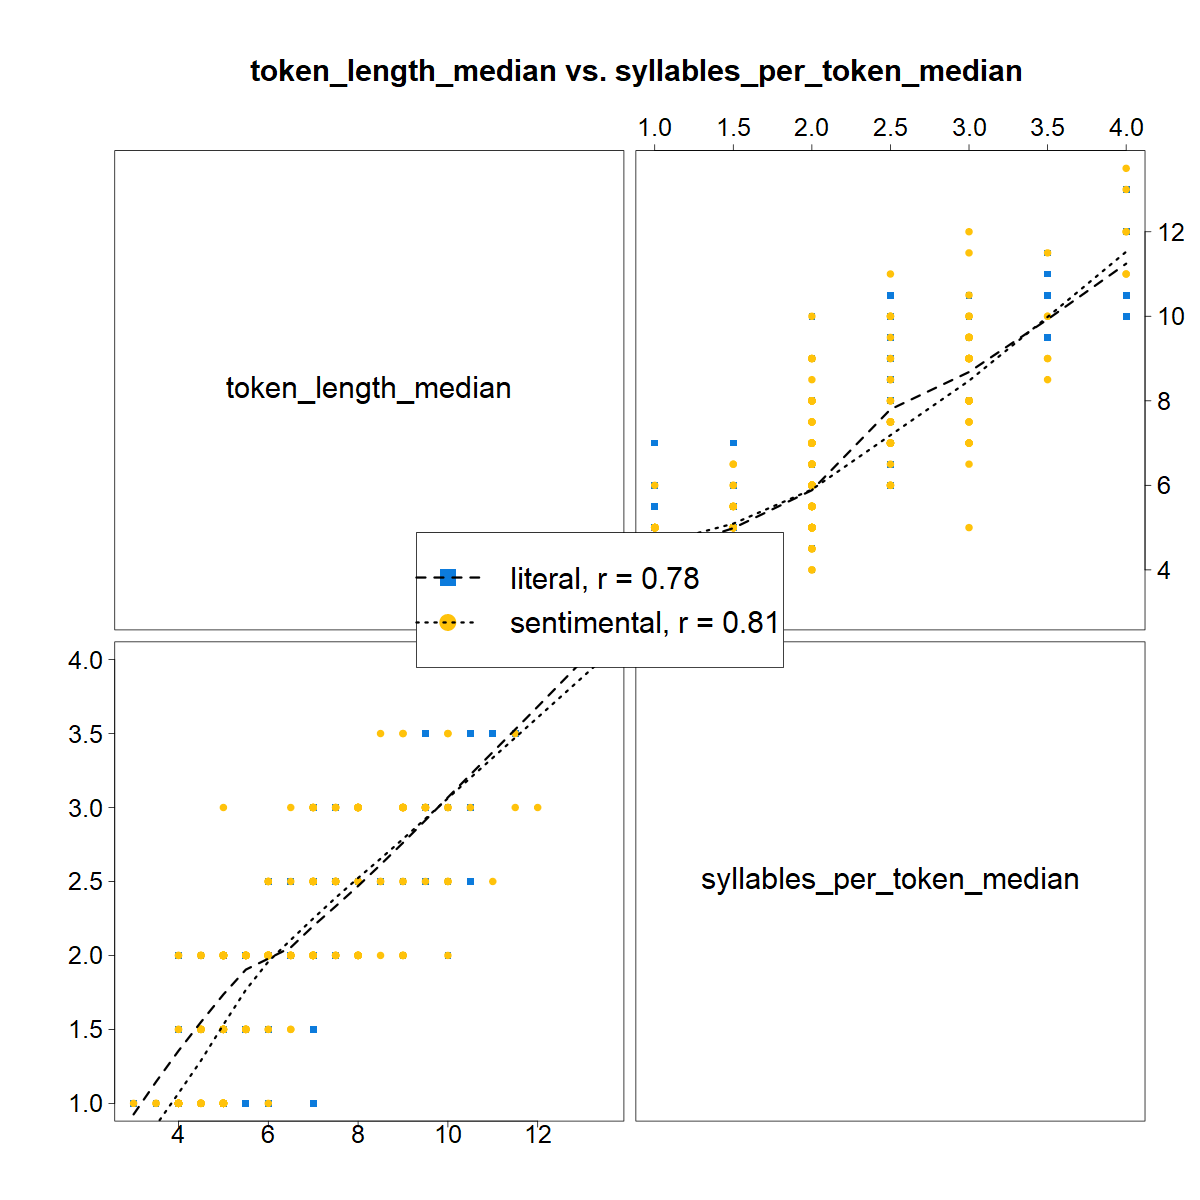 token_length_median vs. syllables_per_token_median
1.0 1.5 2.0 2.5 3.0 3.5 4.0
token_length_median
12
10
8
6
4
literal, r = 0.78
sentimental, r = 0.81
4.0
3.5
3.0
2.5
2.0
1.5
1.0
syllables_per_token_median
4 6 8 10 12